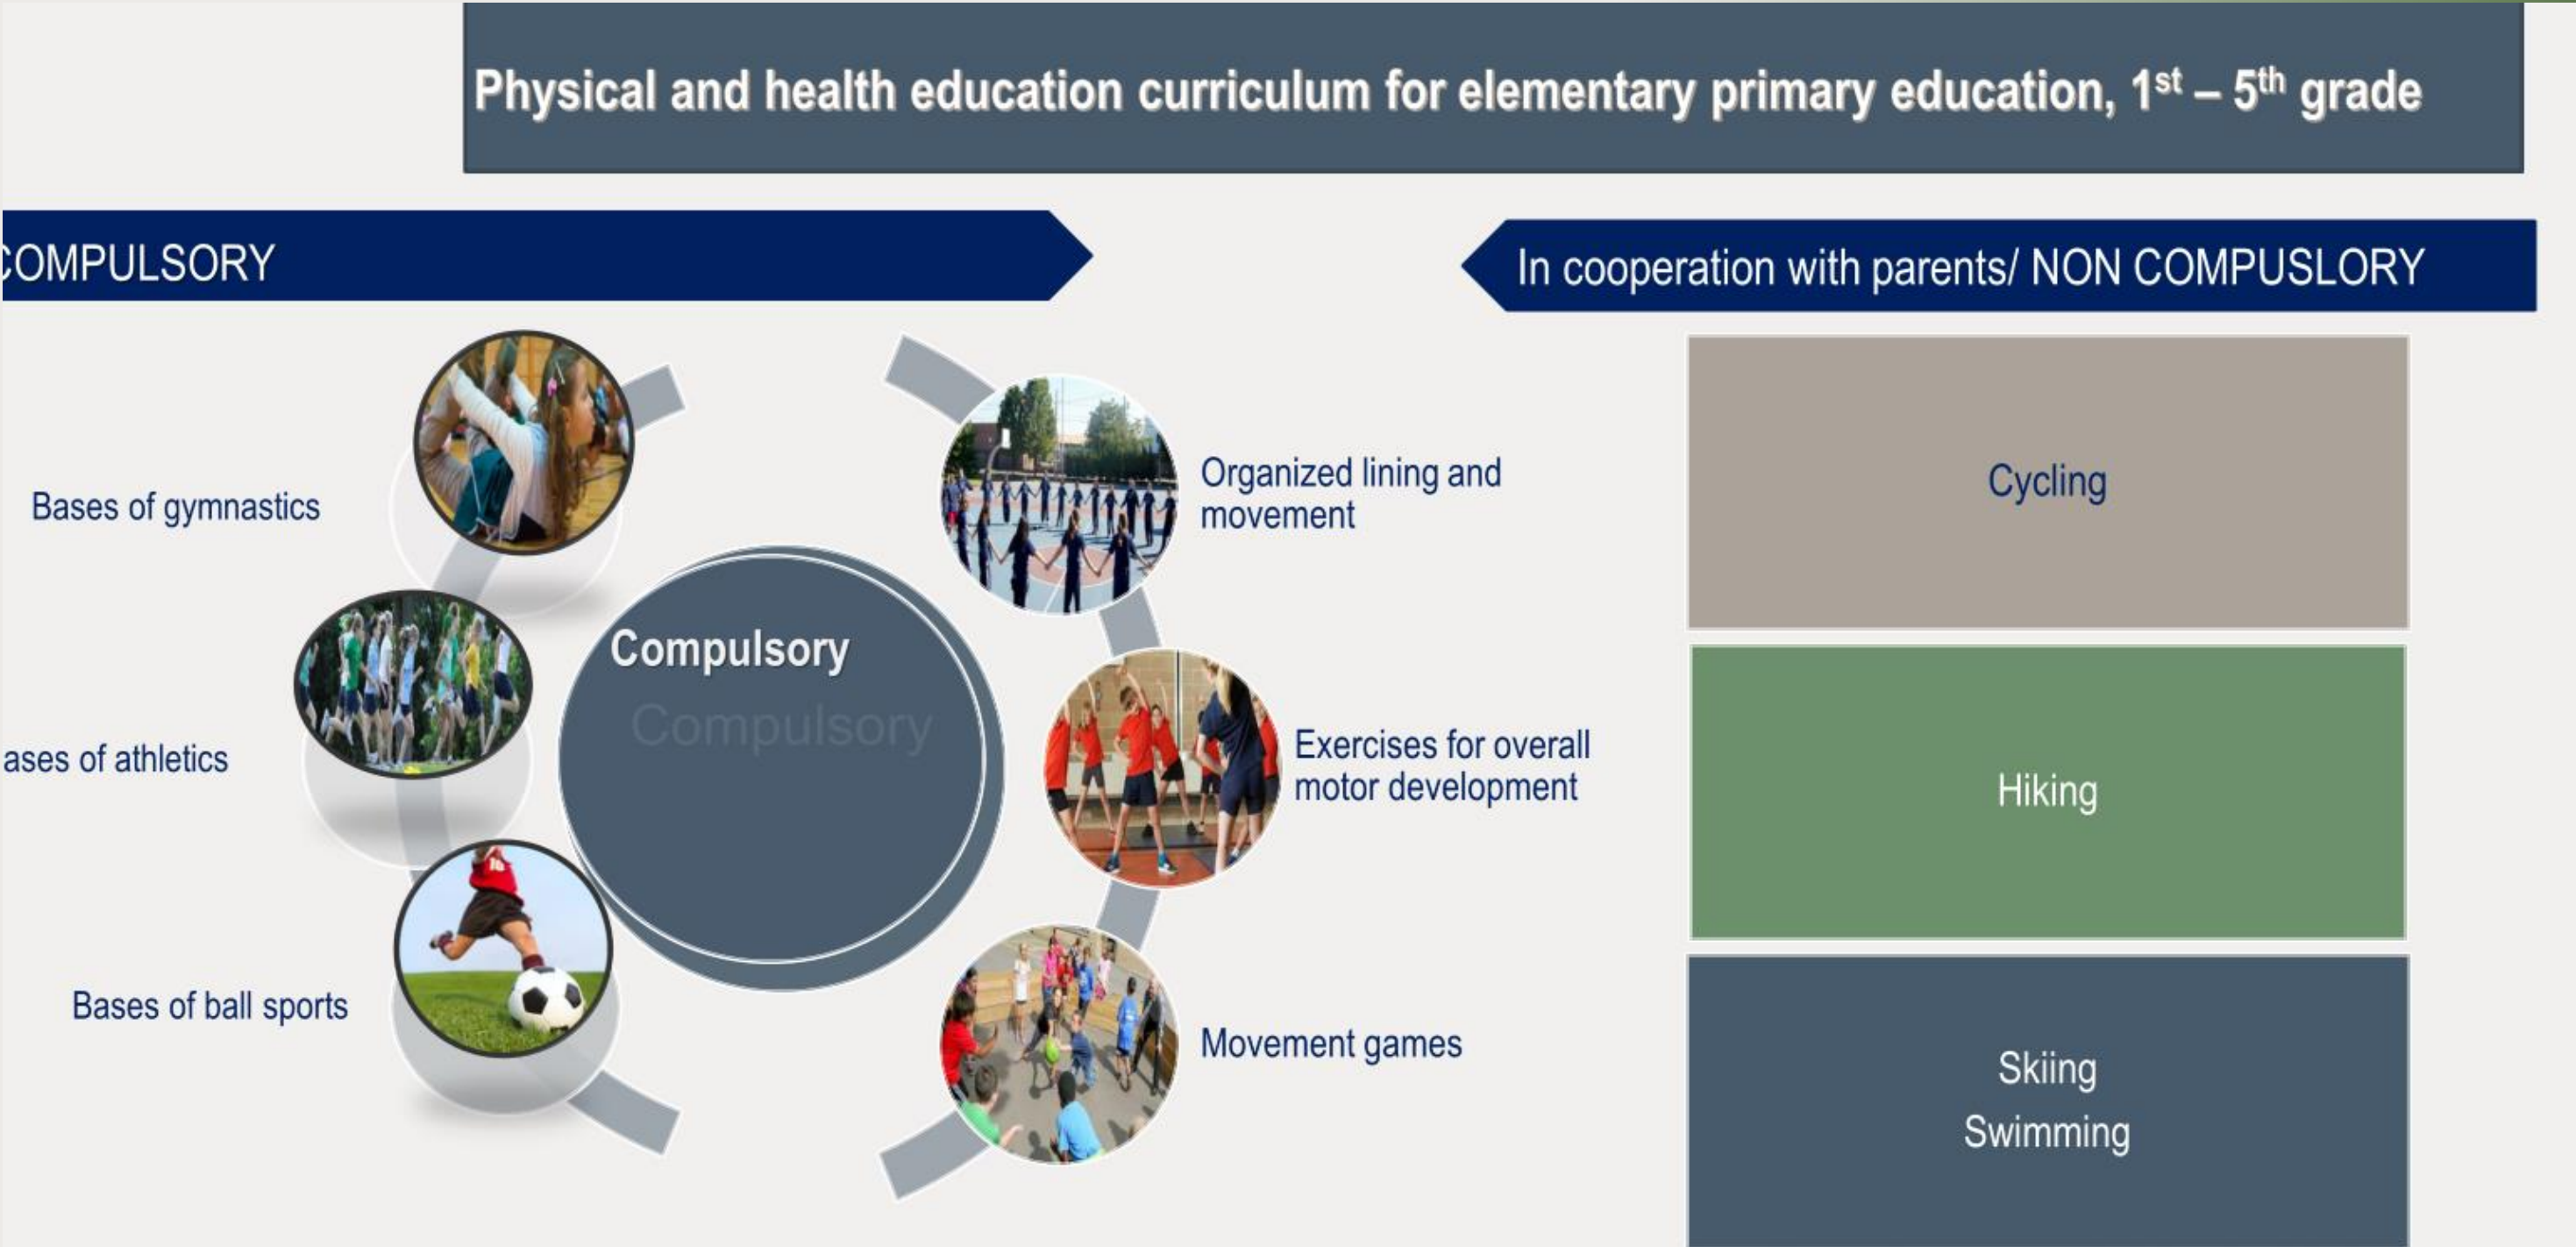 Physical and health education curriculum for elementary primary education, 1st – 5th grade
COMPULSORY
In cooperation with parents/ NON COMPUSLORY
Bases of gymnastics
ases of athletics
Bases of ball sports
Compulsory
Compulsory
Organized lining and
movement
Exercises for overall
motor development
Movement games
Cycling
Hiking
Skiing
Swimming